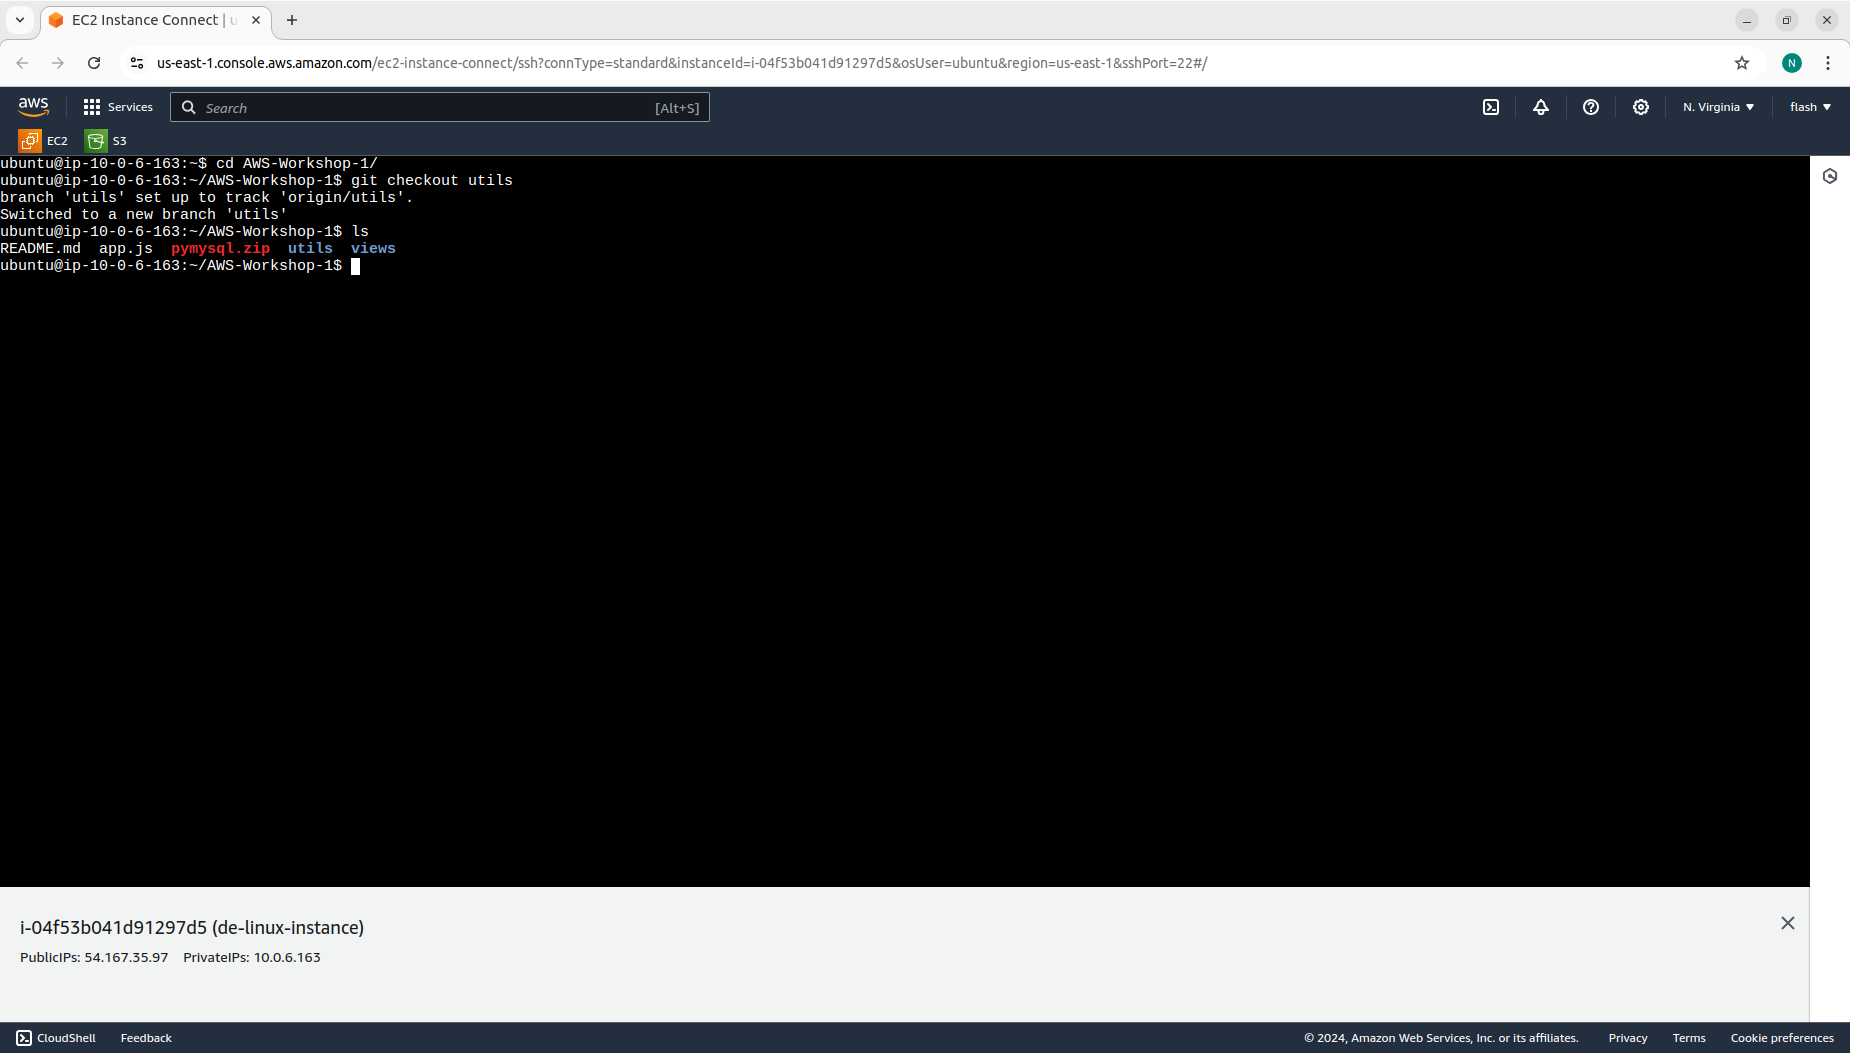 EC2 Instance Connect | u
us-east-1.console.aws.amazon.com/ec2-instance-connect/ssh?connType=standard&instanceId=i-04f53b041d91297d5&osUser=ubuntu&region=us-east-1&sshPort=22#/
N
aws Services Search [Alt+S] N. Virginia flash
EC2 S3
ubuntu@ip-10-0-6-163:~$ cd AWS-Workshop-1/
ubuntu@ip-10-0-6-163:~/AWS-Workshop-1$ git checkout utils
branch 'utils' set up to track 'origin/utils'.
Switched to a new branch 'utils'
ubuntu@ip-10-0-6-163:~/AWS-Workshop-1$ ls
README.md app.js pymysql.zip utils views
ubuntu@ip-10-0-6-163:~/AWS-Workshop-1$
i-04f53b041d91297d5 (de-linux-instance)
PublicIPs: 54.167.35.97 PrivateIPs: 10.0.6.163
CloudShell Feedback © 2024, Amazon Web Services, Inc. or its affiliates. Privacy Terms Cookie preferences